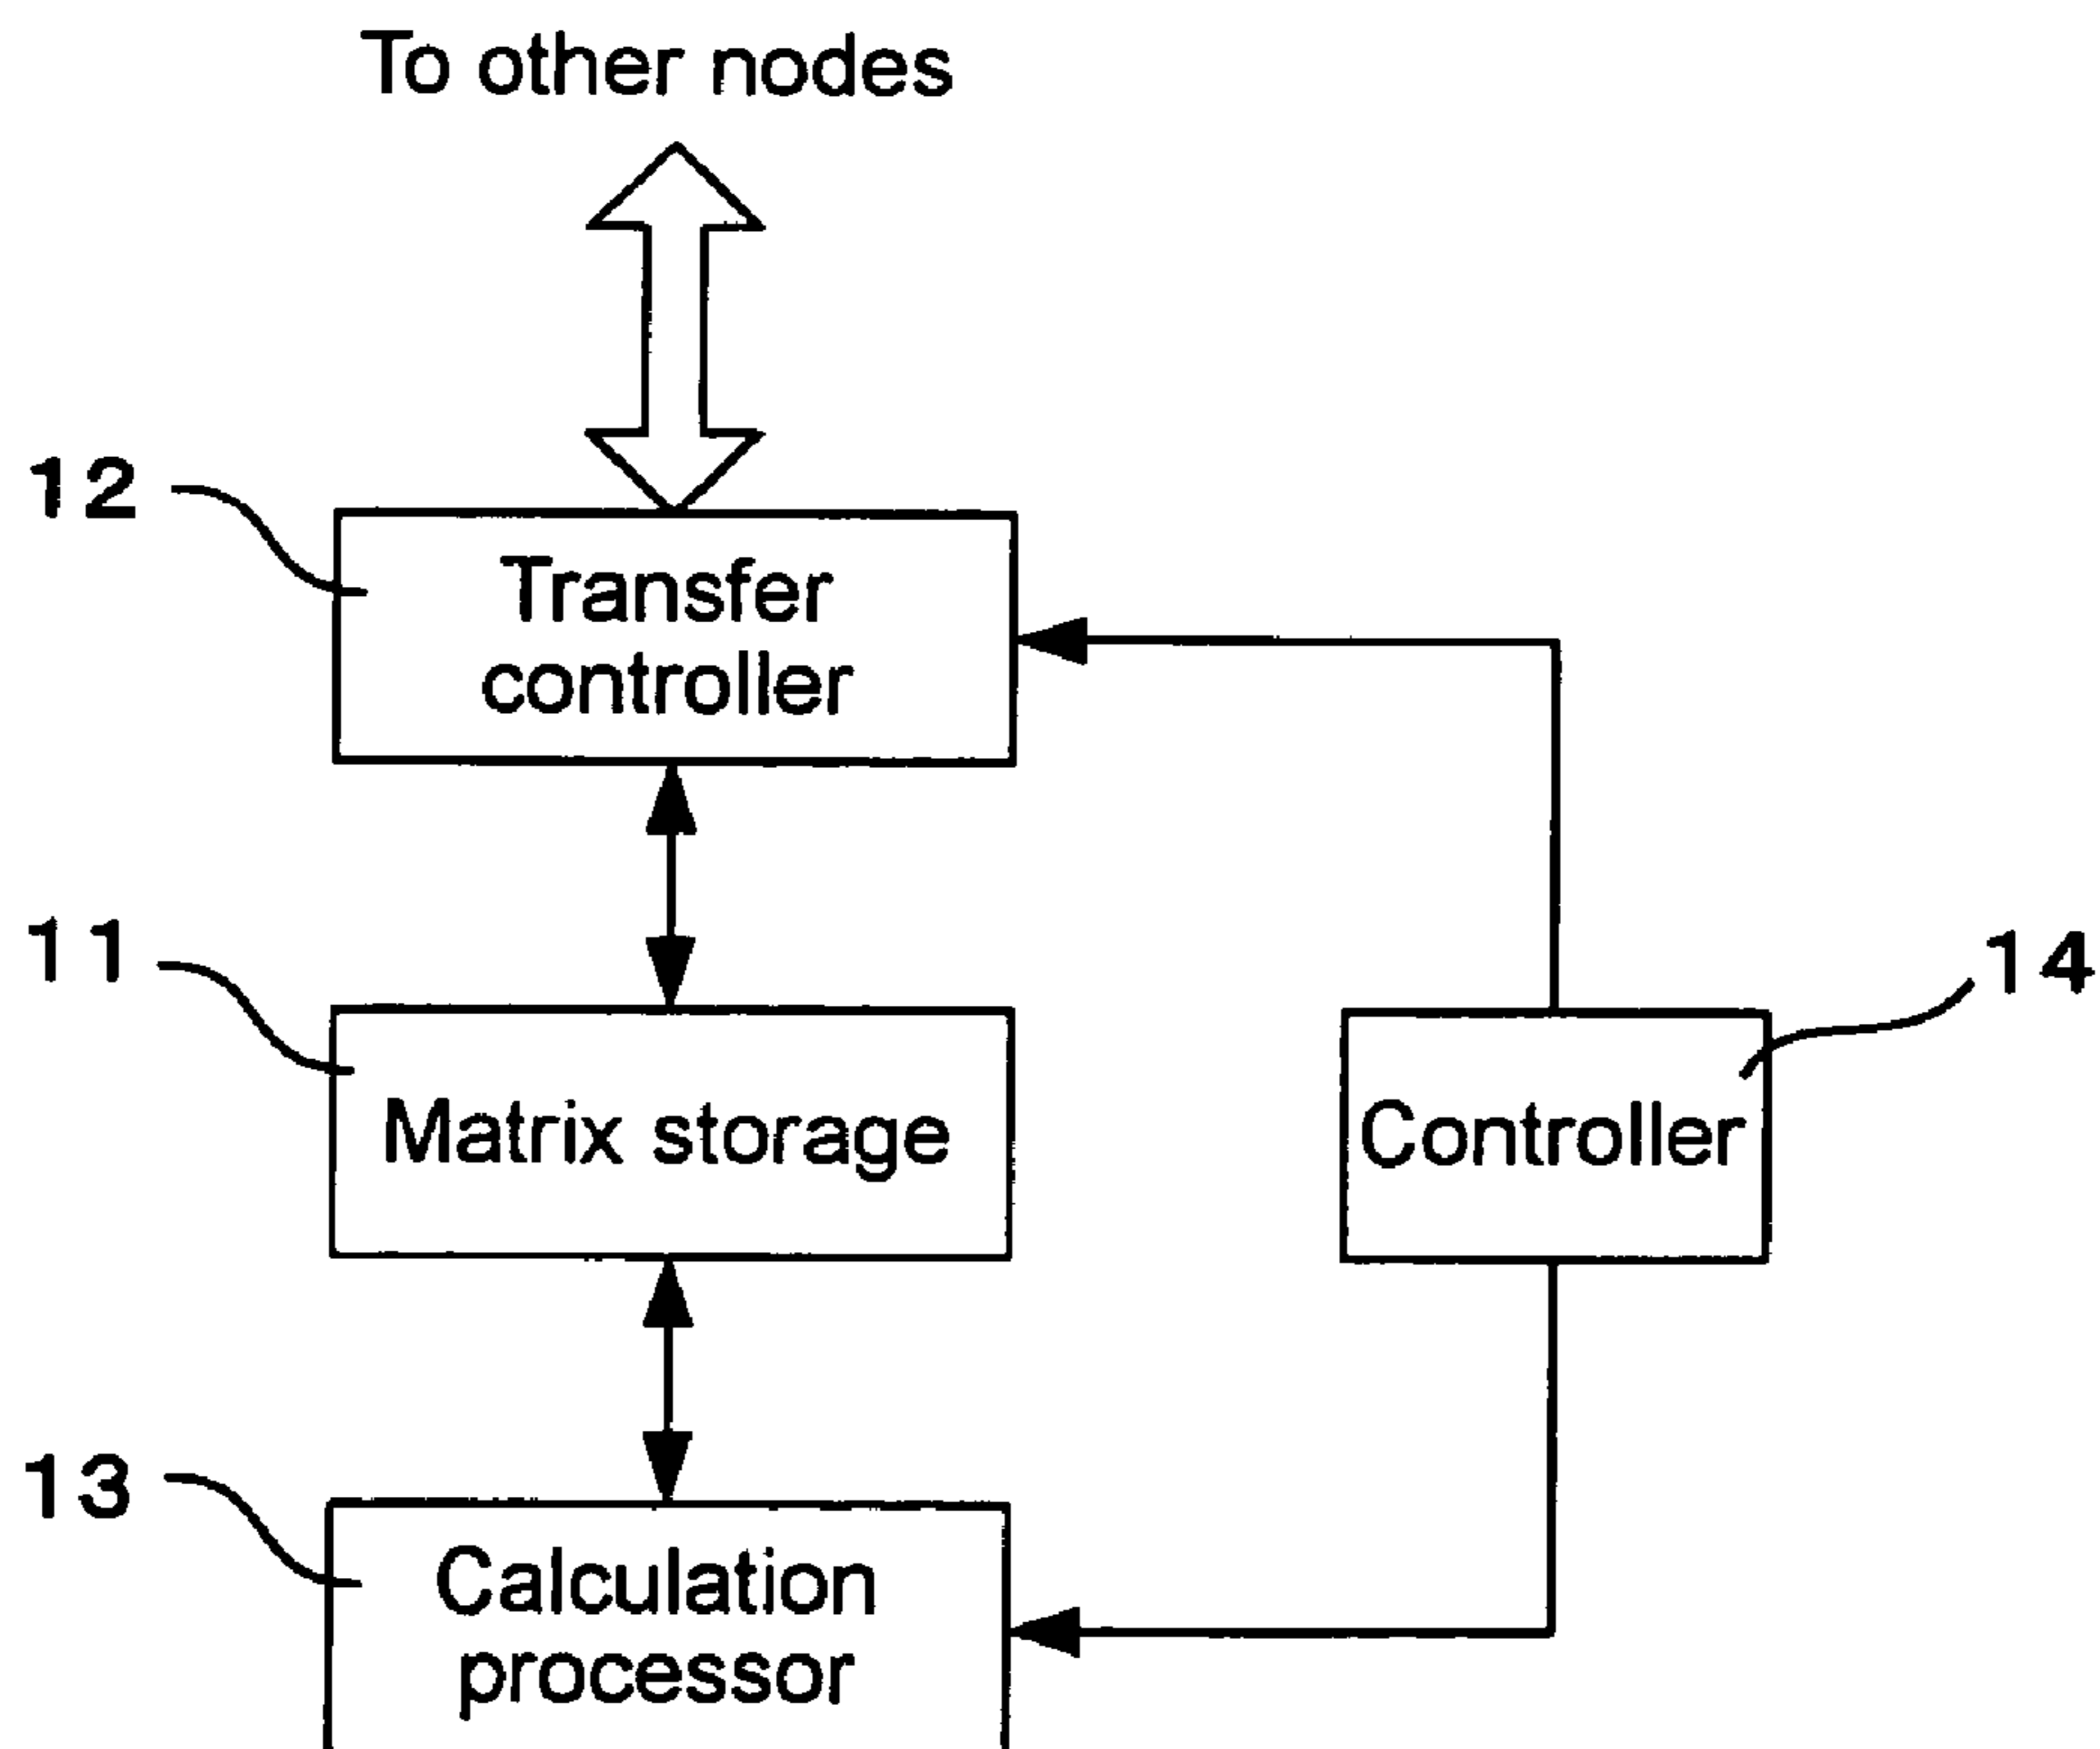 To other nodes
12
Transfer
controller
11
14
Matrix storage
Controller
13
Calculation
processor